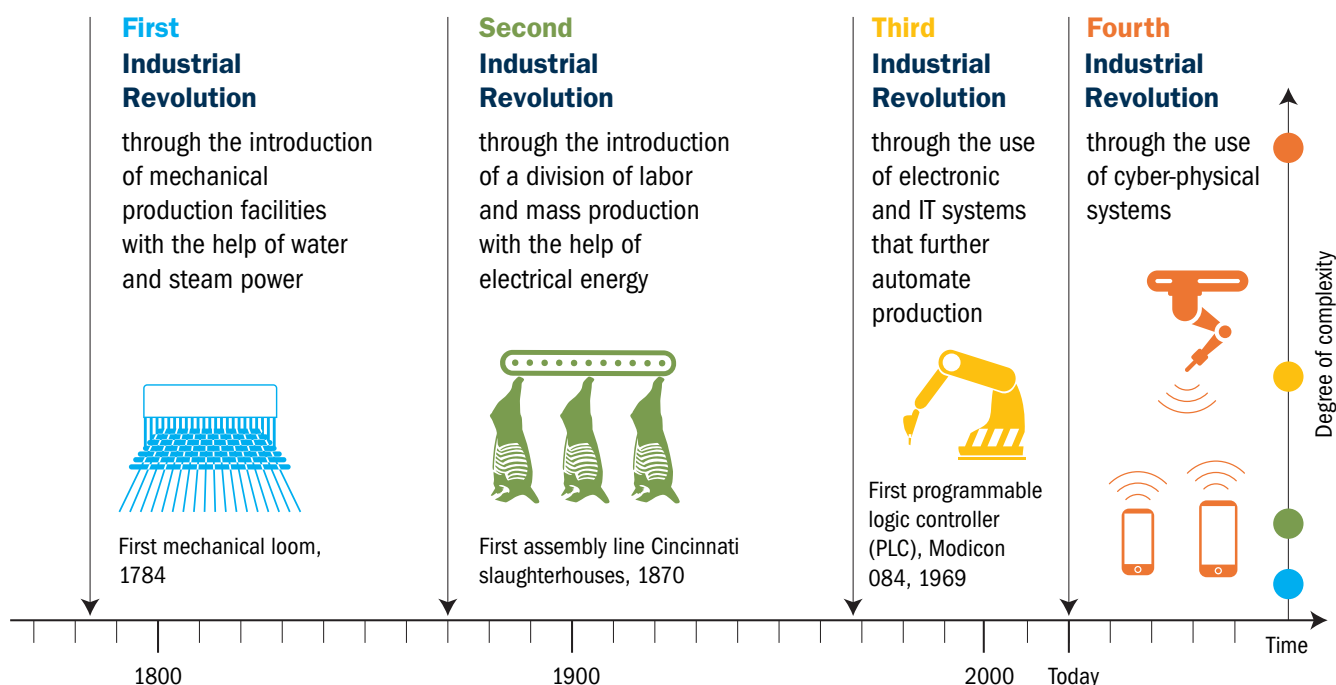 First
Industrial
Revolution
through the introduction
of mechanical
production facilities
with the help of water
and steam power
First mechanical loom,
1784
Second
Industrial
Revolution
through the introduction
of a division of labor
and mass production
with the help of
electrical energy
First assembly line Cincinnati
slaughterhouses, 1870
Third
Industrial
Revolution
through the use
of electronic
and IT systems
that further
automate
production
First programmable
logic controller
(PLC), Modicon
084, 1969
Fourth
Industrial
Revolution
through the use
of cyber-physical
systems
Degree of complexity
Time
1800
1900
2000
Today